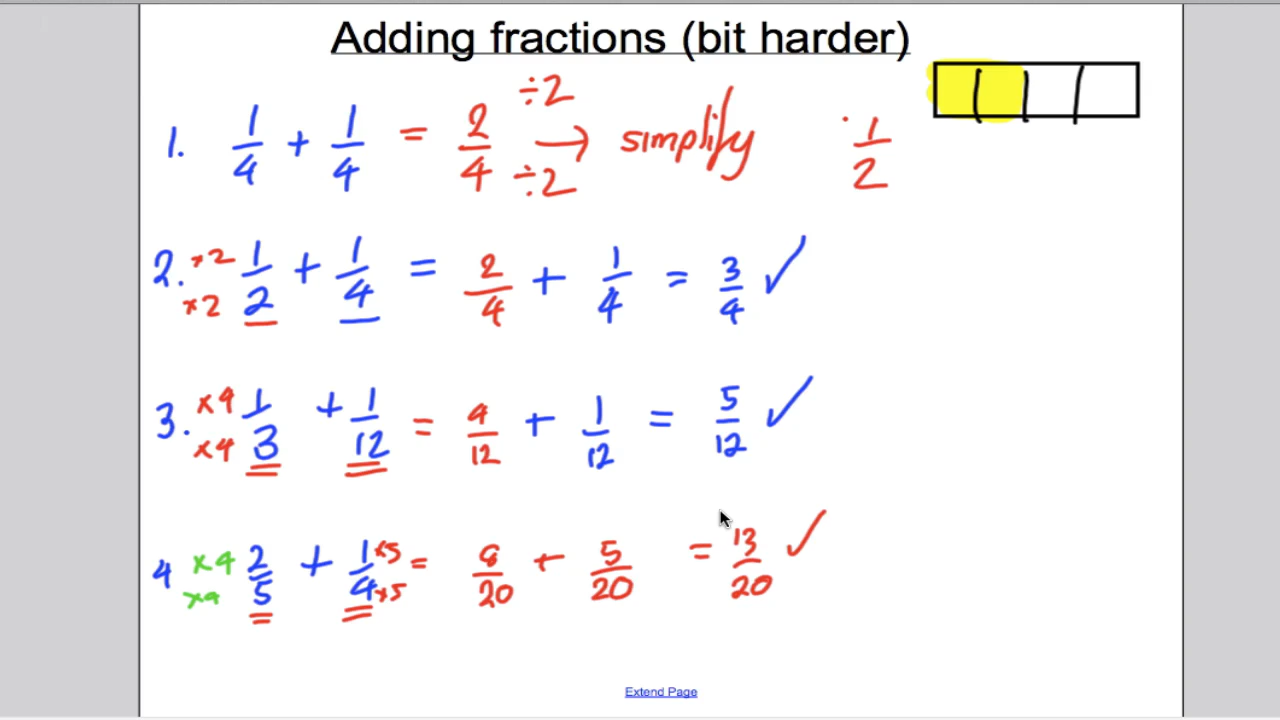 Adding fractions (bit harder)
1. 1/4 + 1/4 = 2/4 ÷2 ÷2 → simplify 1/2
2. ×2 ×2 1/2 + 1/4 = 2/4 + 1/4 = 3/4 ✓
3. ×4 ×4 1/3 + 1/12 = 4/12 + 1/12 = 5/12 ✓
4 ×4 ×4 2/5 + 1/4 ×5 ×5 = 8/20 + 5/20 = 13/20 ✓
Extend Page